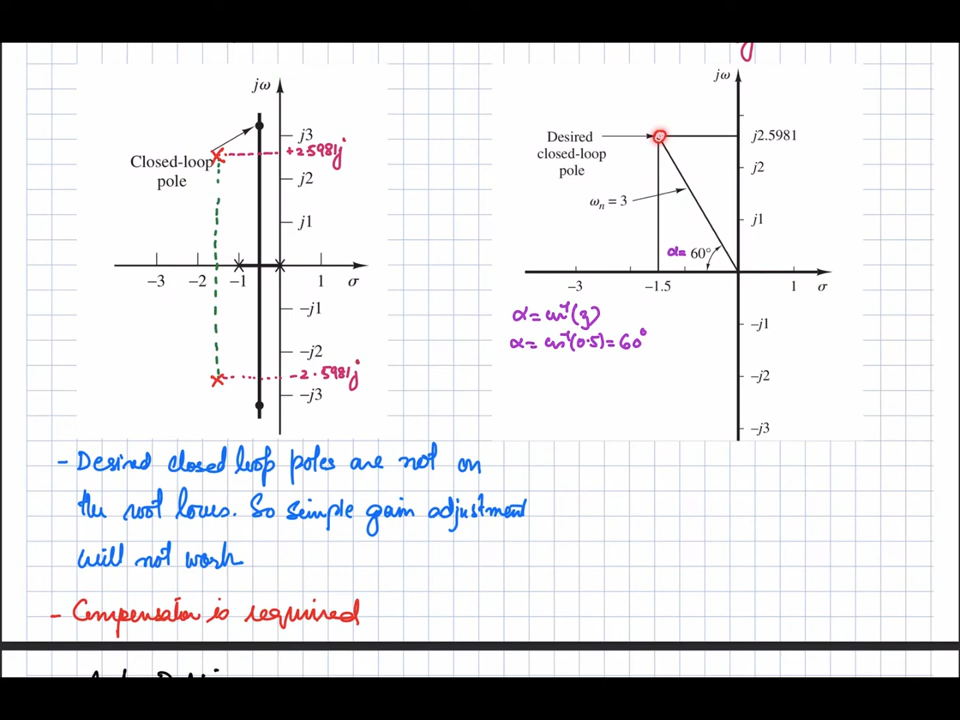 jω
j3
+2.5981j
Closed-loop
pole
j2
j1
-3 -2 -1 1 σ
-j1
-j2
-2.5981j
-j3
jω
Desired
closed-loop
pole
j2.5981
j2
ωn = 3
j1
α= 60°
-3 -1.5 1 σ
α = cos⁻¹(ζ)
α = cos⁻¹(0.5) = 60°
-j1
-j2
-j3
- Desired closed loop poles are not on
the root locus. So simple gain adjustment
will not work
- Compensator is required